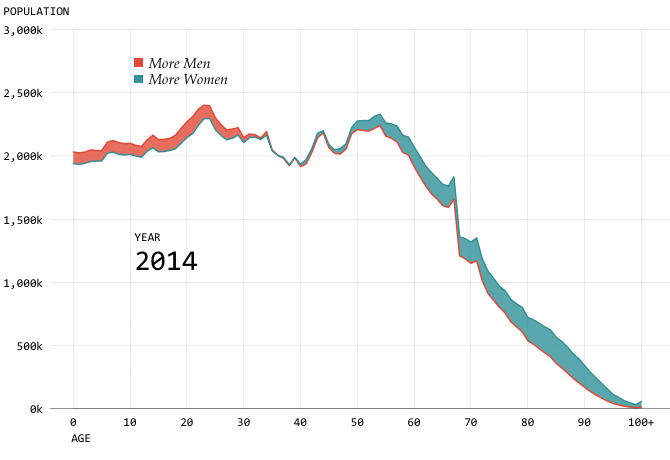 POPULATION
3,000k
More Men
More Women
2,500k
2,000k
1,500k
YEAR
2014
1,000k
500k
0k
0 10 20 30 40 50 60 70 80 90 100+
AGE